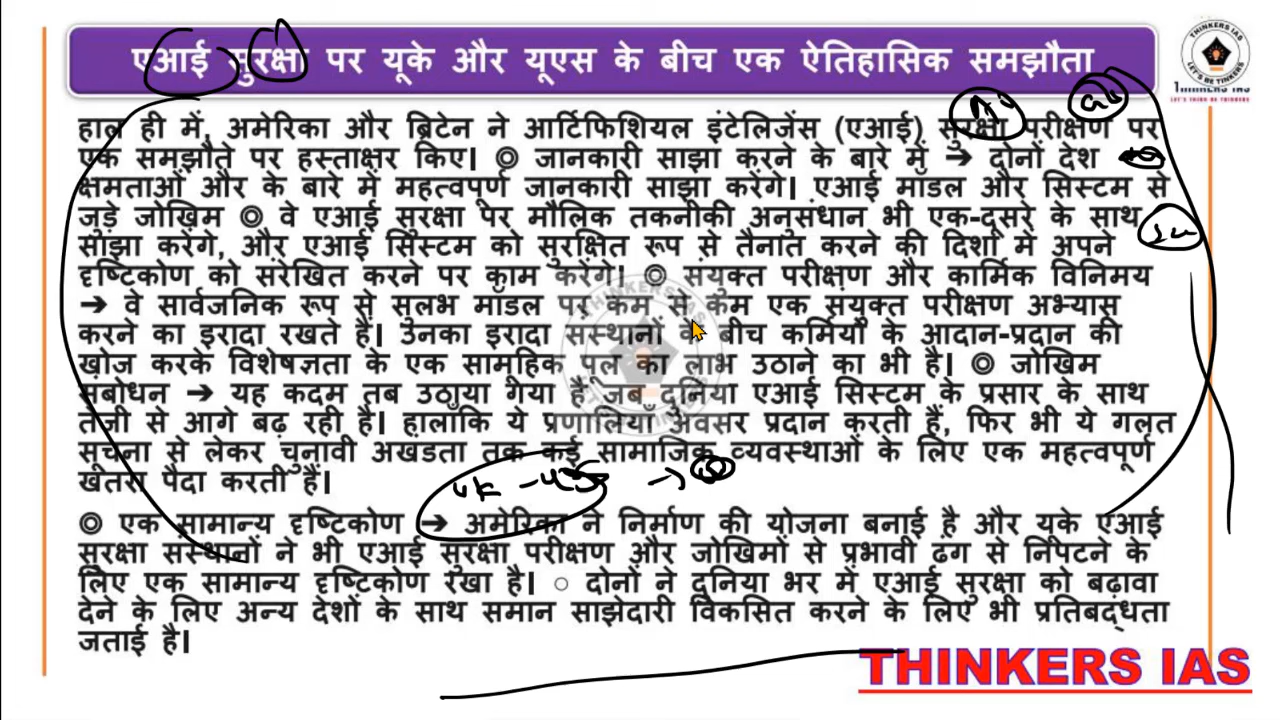 एआई सुरक्षा पर यूके और यूएस के बीच एक ऐतिहासिक समझौता
THINKERS IAS
LET'S BE THINKERS
THINKERS IAS
LET'S THINK BE THINKERS
हाल ही में, अमेरिका और ब्रिटेन ने आर्टिफिशियल इंटेलिजेंस (एआई) सुरक्षा परीक्षण पर
एक समझौते पर हस्ताक्षर किए। ◎ जानकारी साझा करने के बारे में ➔ दोनों देश
क्षमताओं और के बारे में महत्वपूर्ण जानकारी साझा करेंगे। एआई मॉडल और सिस्टम से
जुड़े जोखिम ◎ वे एआई सुरक्षा पर मौलिक तकनीकी अनुसंधान भी एक-दूसरे के साथ
साझा करेंगे, और एआई सिस्टम को सुरक्षित रूप से तैनात करने की दिशा में अपने
दृष्टिकोण को संरेखित करने पर काम करेंगे। ◎ संयुक्त परीक्षण और कार्मिक विनिमय
➔ वे सार्वजनिक रूप से सुलभ मॉडल पर कम से कम एक संयुक्त परीक्षण अभ्यास
करने का इरादा रखते हैं। उनका इरादा संस्थानों के बीच कर्मियों के आदान-प्रदान की
खोज करके विशेषज्ञता के एक सामूहिक पूल का लाभ उठाने का भी है। ◎ जोखिम
संबोधन ➔ यह कदम तब उठाया गया है जब दुनिया एआई सिस्टम के प्रसार के साथ
तेजी से आगे बढ़ रही है। हालाँकि ये प्रणालियाँ अवसर प्रदान करती हैं, फिर भी ये गलत
सूचना से लेकर चुनावी अखंडता तक कई सामाजिक व्यवस्थाओं के लिए एक महत्वपूर्ण
खतरा पैदा करती हैं।
UK - US →
◎ एक सामान्य दृष्टिकोण ➔ अमेरिका ने निर्माण की योजना बनाई है और यूके एआई
सुरक्षा संस्थानों ने भी एआई सुरक्षा परीक्षण और जोखिमों से प्रभावी ढंग से निपटने के
लिए एक सामान्य दृष्टिकोण रखा है। ○ दोनों ने दुनिया भर में एआई सुरक्षा को बढ़ावा
देने के लिए अन्य देशों के साथ समान साझेदारी विकसित करने के लिए भी प्रतिबद्धता
जताई है।
THINKERS IAS